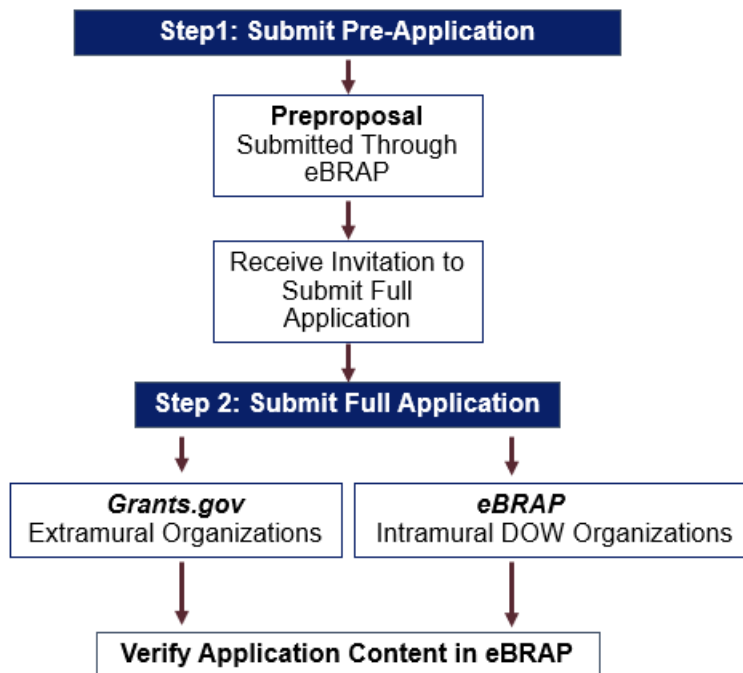 Step1: Submit Pre-Application
Preproposal
Submitted Through
eBRAP
Receive Invitation to
Submit Full
Application
Step 2: Submit Full Application
Grants.gov
Extramural Organizations
eBRAP
Intramural DOW Organizations
Verify Application Content in eBRAP